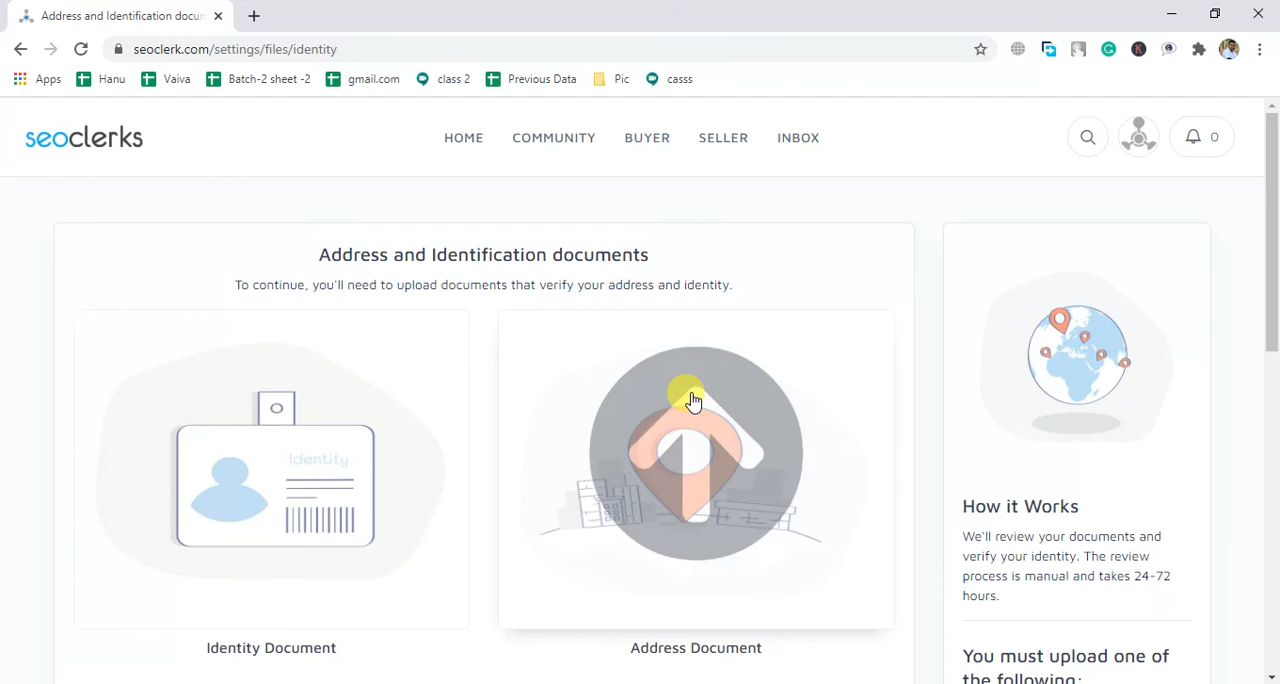 Address and Identification docun
seoclerk.com/settings/files/identity
Apps Hanu Vaiva Batch-2 sheet -2 gmail.com class 2 Previous Data Pic casss
seoclerks HOME COMMUNITY BUYER SELLER INBOX 0
Address and Identification documents
To continue, you'll need to upload documents that verify your address and identity.
Identity
Identity Document
Address Document
How it Works
We'll review your documents and
verify your identity. The review
process is manual and takes 24-72
hours.
You must upload one of
the following: